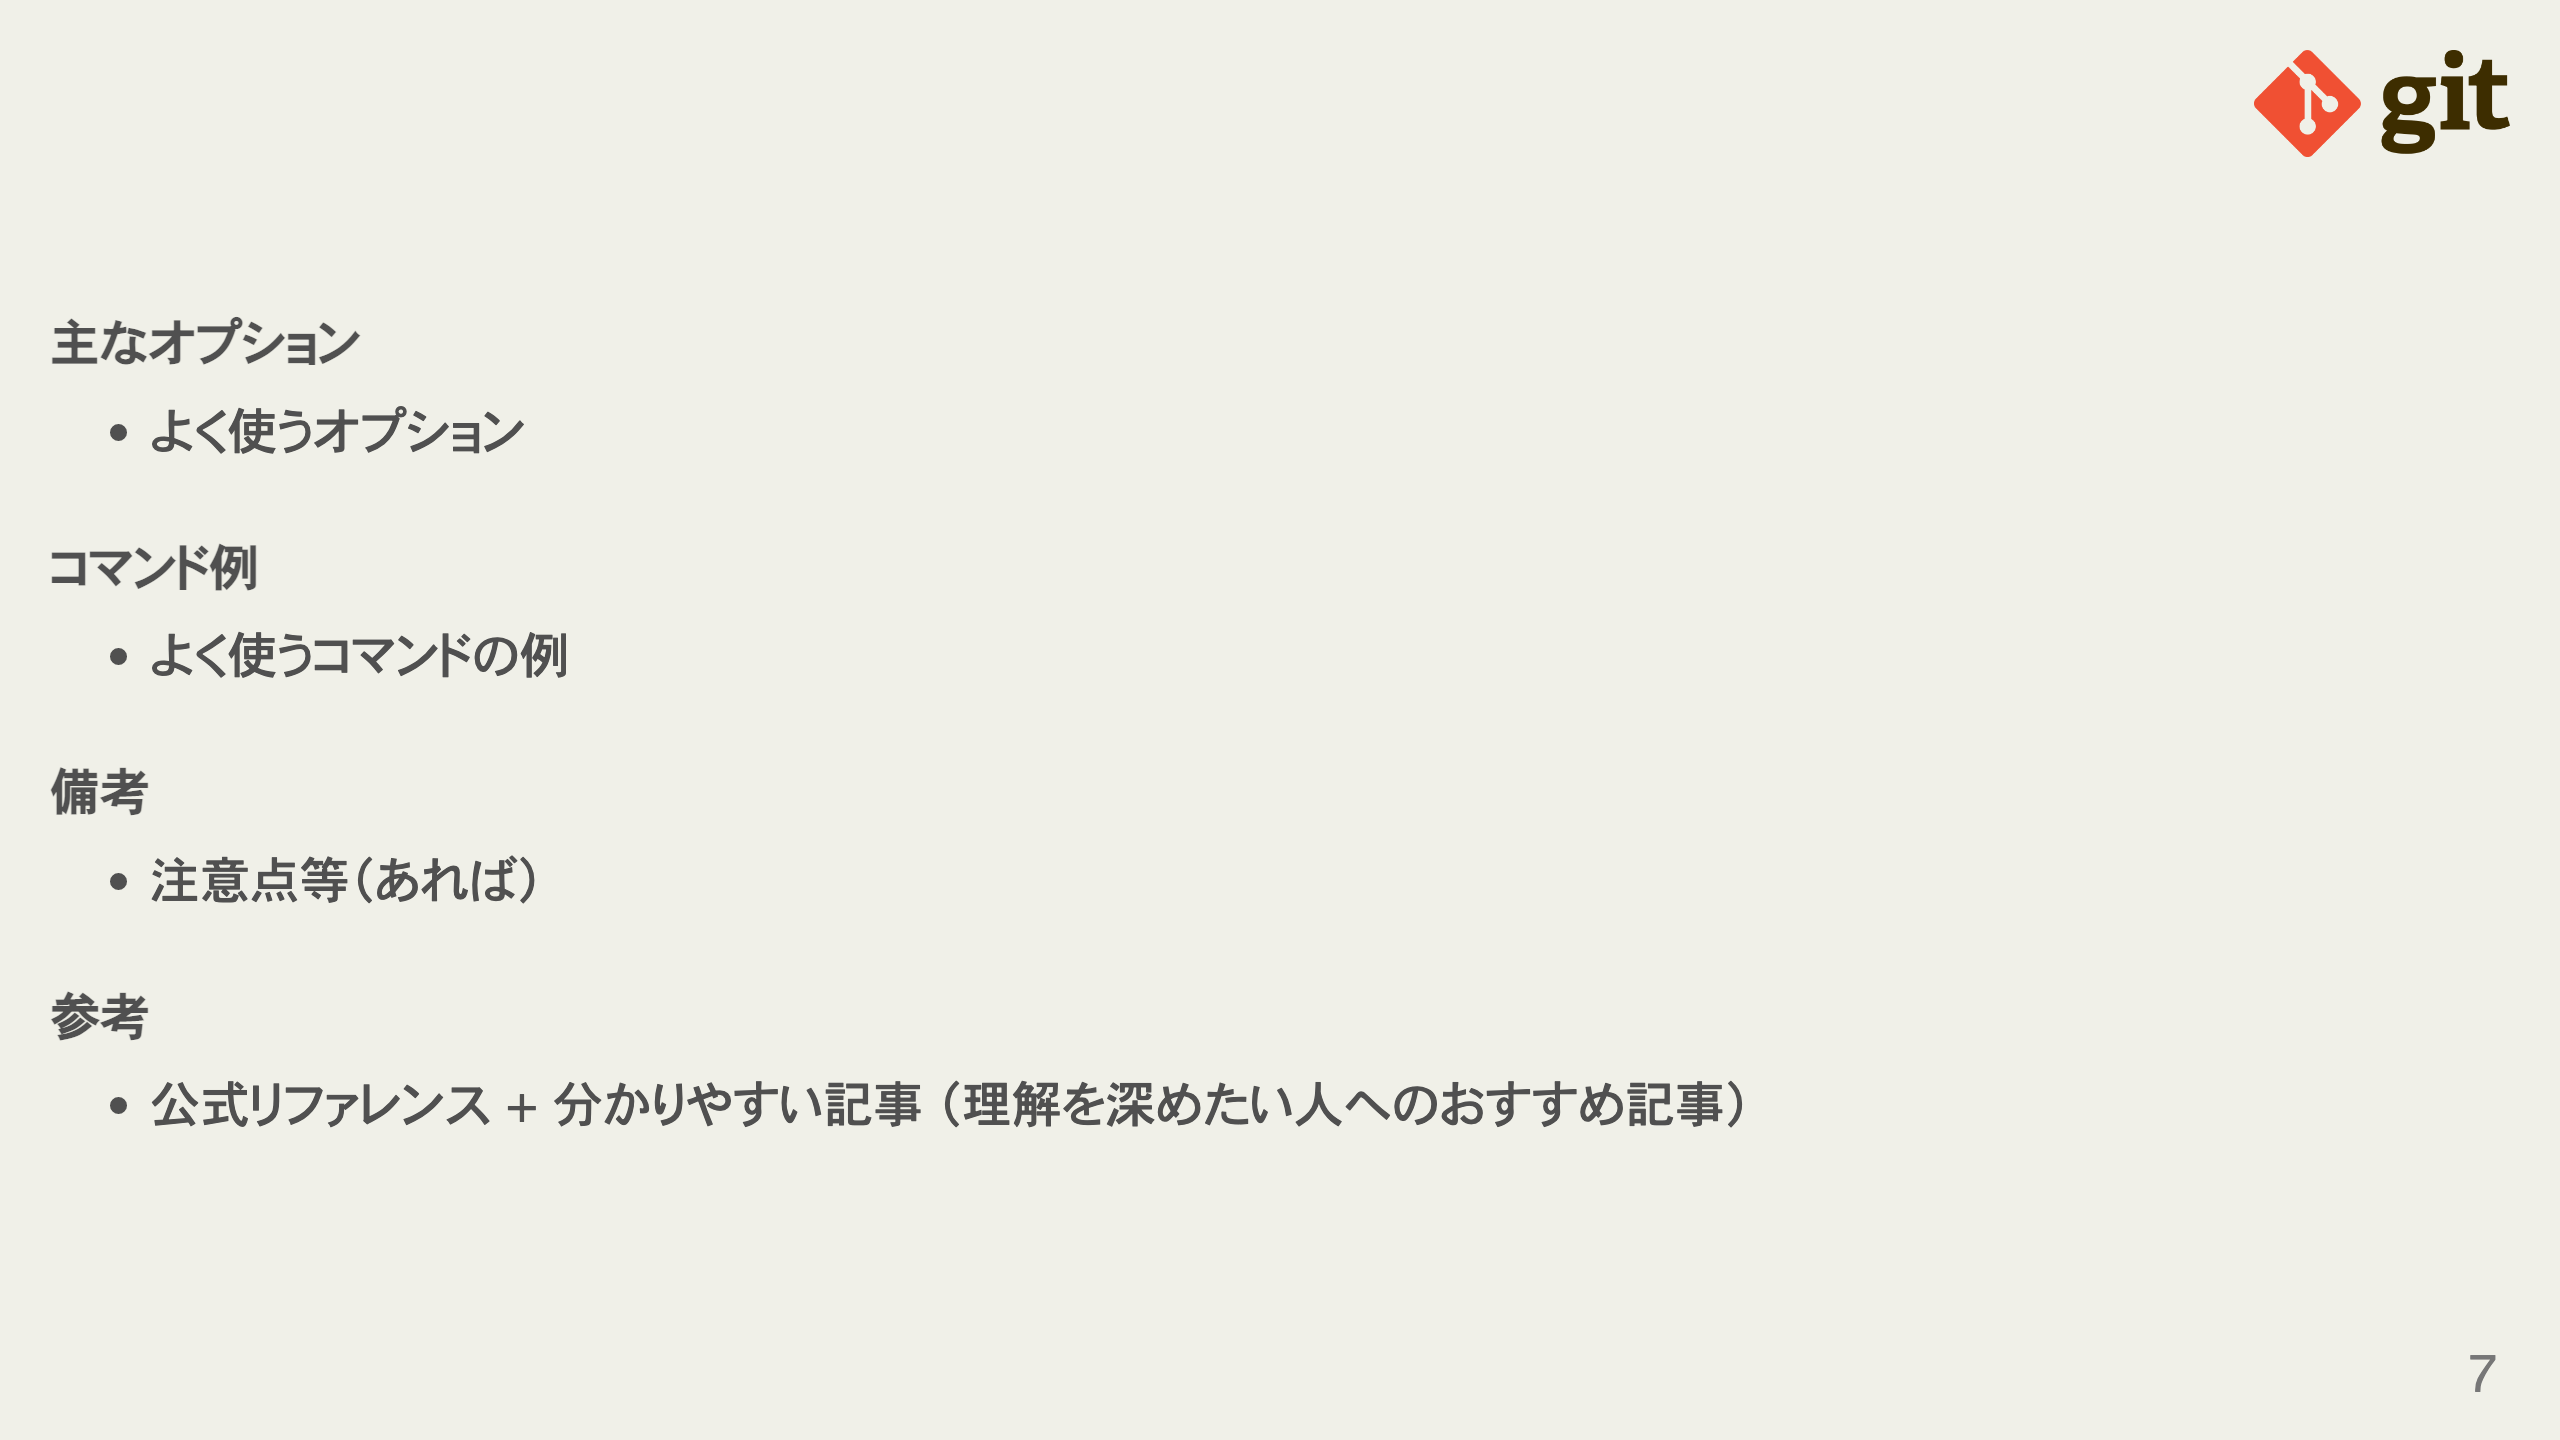 git
主なオプション
• よく使うオプション
コマンド例
• よく使うコマンドの例
備考
• 注意点等（あれば）
参考
• 公式リファレンス + 分かりやすい記事 （理解を深めたい人へのおすすめ記事）
7